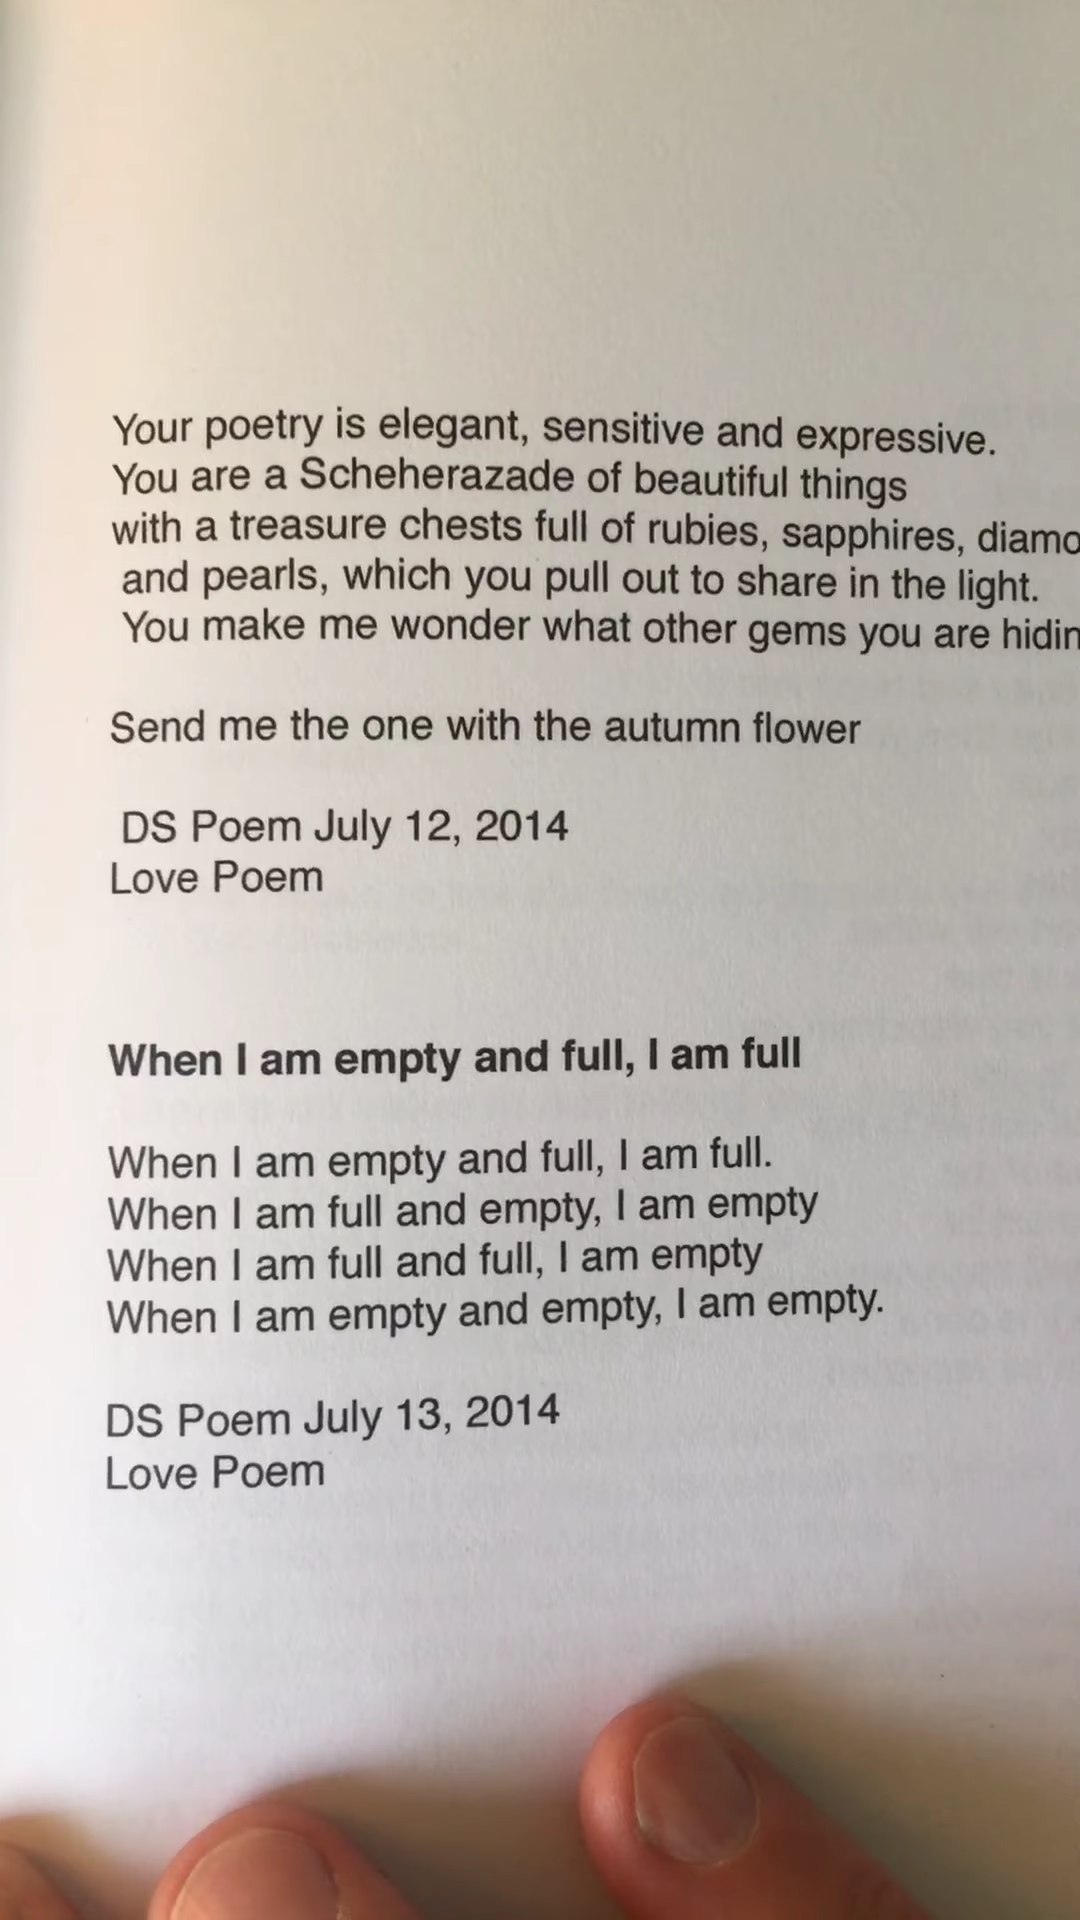 Your poetry is elegant, sensitive and expressive.
You are a Scheherazade of beautiful things
with a treasure chests full of rubies, sapphires,
and pearls, which you pull out to share in the light.
You make me wonder what other gems you are
Send me the one with the autumn flower
DS Poem July 12, 2014
Love Poem
When I am empty and full, I am full
When I am empty and full, I am full.
When I am full and empty, I am empty
When I am full and full, I am empty
When I am empty and empty, I am empty.
DS Poem July 13, 2014
Love Poem